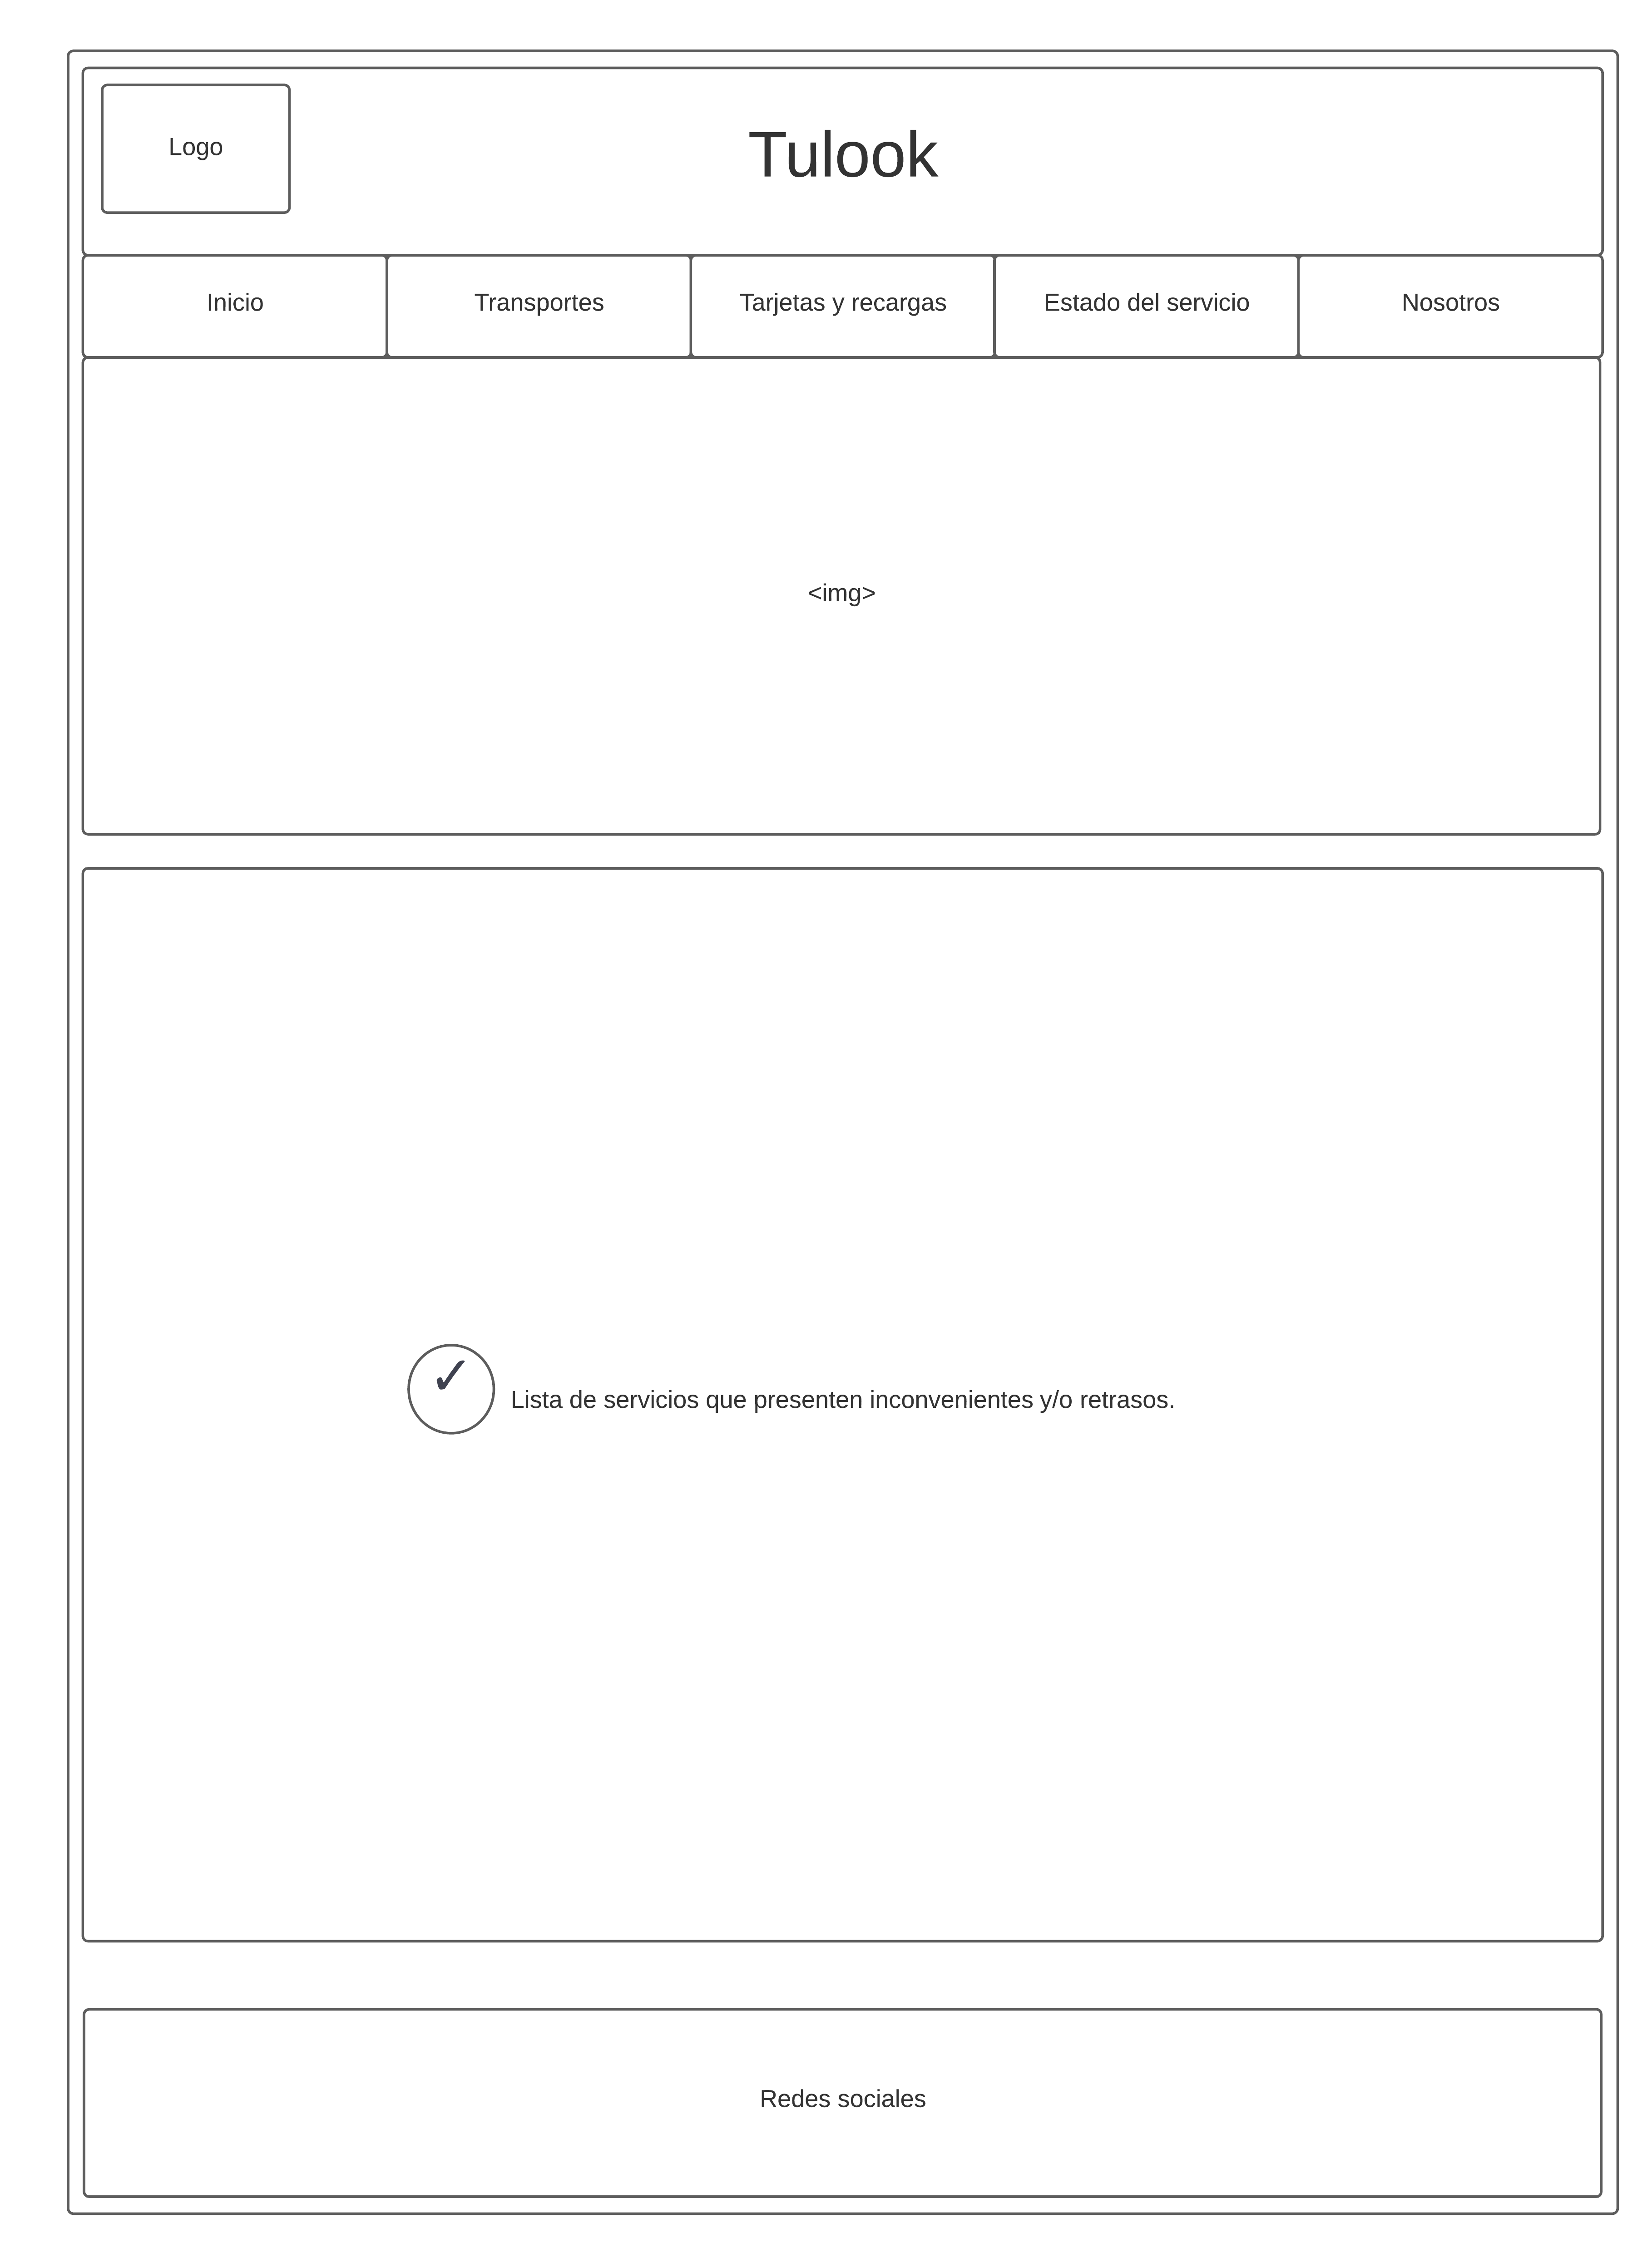 Logo
Tulook
Inicio
Transportes
Tarjetas y recargas
Estado del servicio
Nosotros
<img>
✓
Lista de servicios que presenten inconvenientes y/o retrasos.
Redes sociales